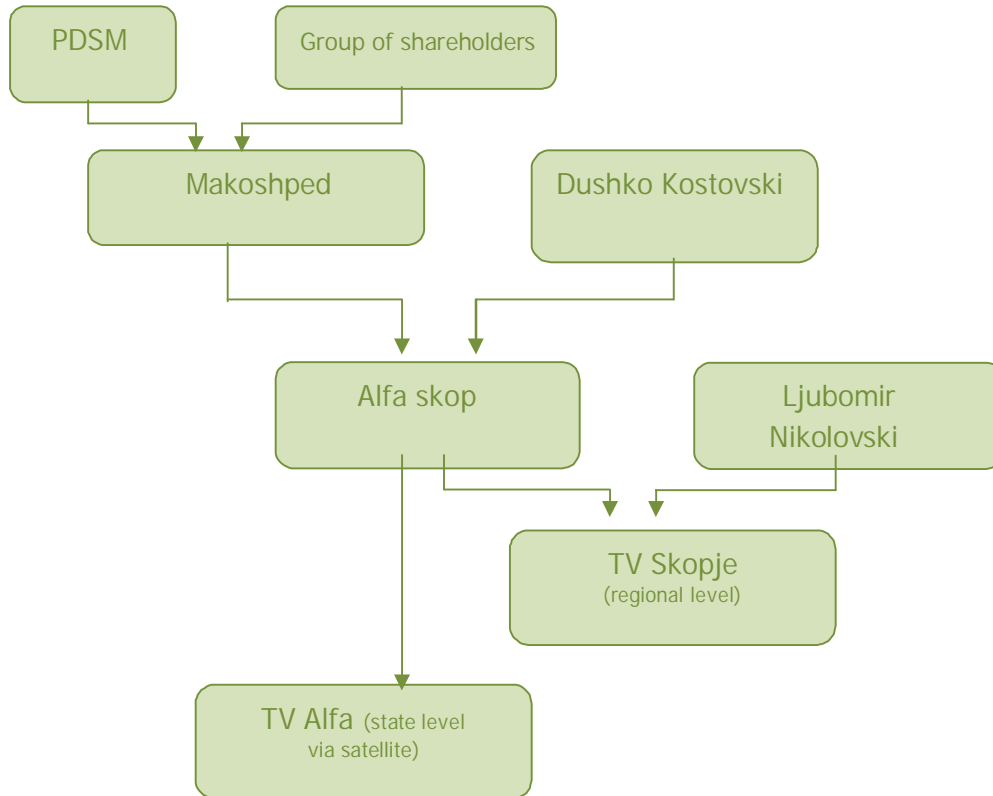 PDSM
Group of shareholders
Makoshped
Dushko Kostovski
Alfa skop
Ljubomir
Nikolovski
TV Skopje
(regional level)
TV Alfa (state level
via satellite)